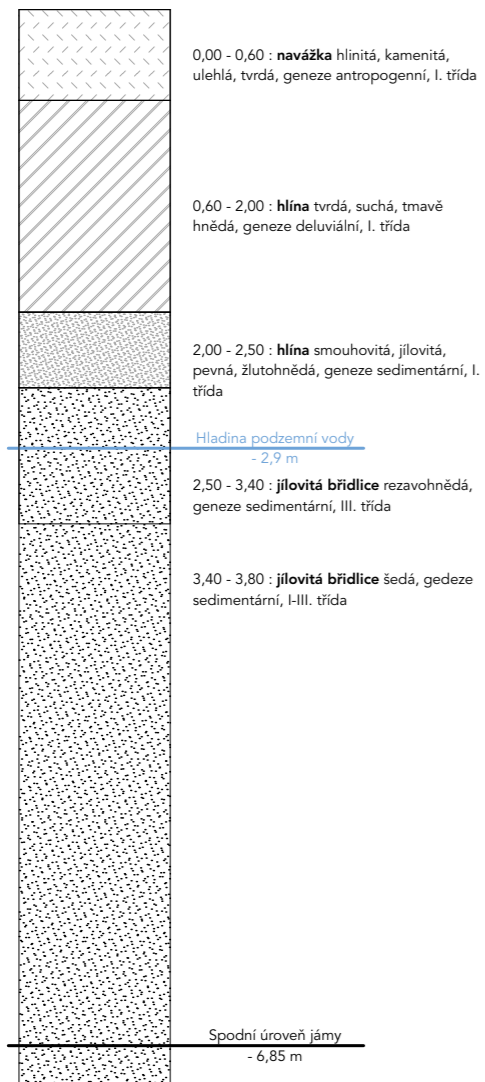 0,00 - 0,60 : navážka hlinitá, kamenitá,
ulehlá, tvrdá, geneze antropogenní, I. třída
0,60 - 2,00 : hlína tvrdá, suchá, tmavě
hnědá, geneze deluviální, I. třída
2,00 - 2,50 : hlína smouhovitá, jílovitá,
pevná, žlutohnědá, geneze sedimentární, I.
třída
Hladina podzemní vody
- 2,9 m
2,50 - 3,40 : jílovitá břidlice rezavohnědá,
geneze sedimentární, III. třída
3,40 - 3,80 : jílovitá břidlice šedá, gedeze
sedimentární, I-III. třída
Spodní úroveň jámy
- 6,85 m